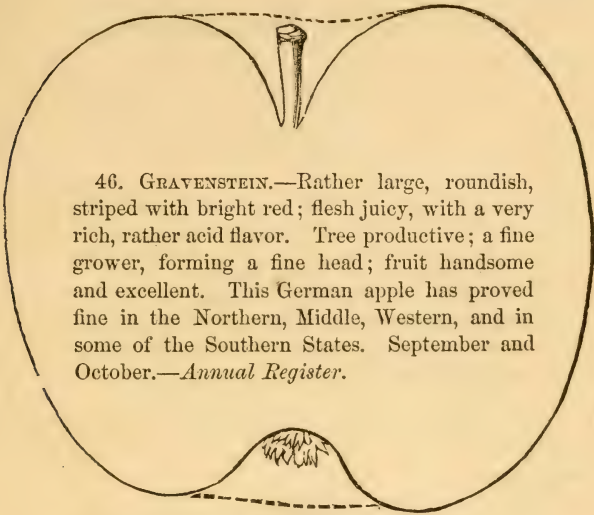 46. GRAVENSTEIN.—Rather large, roundish,
striped with bright red; flesh juicy, with a very
rich, rather acid flavor. Tree productive; a fine
grower, forming a fine head; fruit handsome
and excellent. This German apple has proved
fine in the Northern, Middle, Western, and in
some of the Southern States. September and
October.—Annual Register.